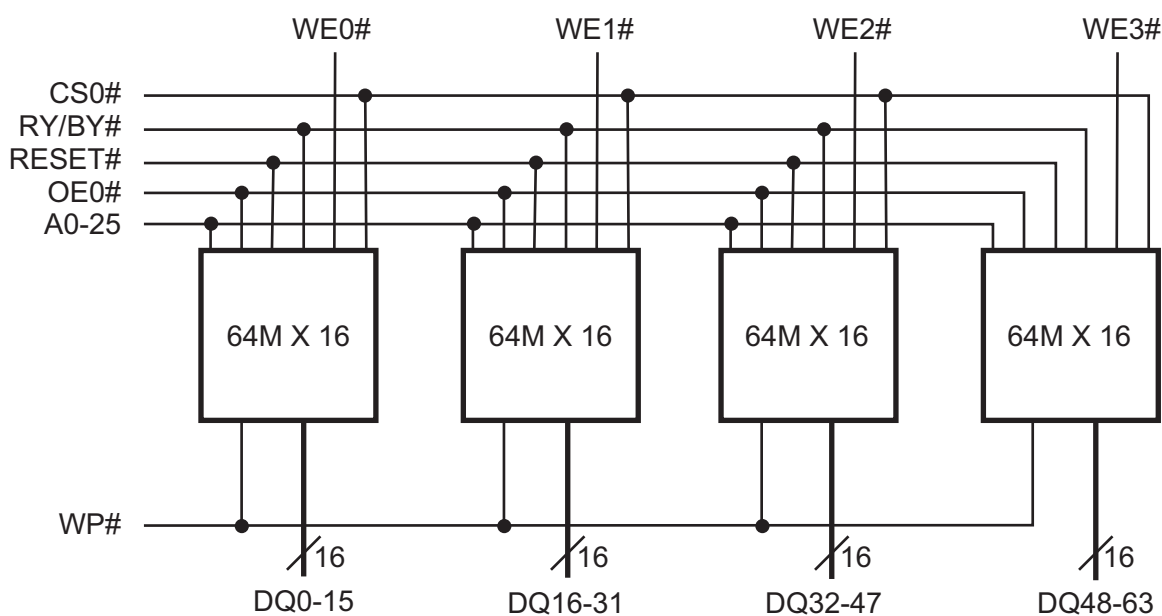 WE0# WE1# WE2# WE3#
CS0#
RY/BY#
RESET#
OE0#
A0-25
64M X 16 64M X 16 64M X 16 64M X 16
WP#
16 16 16 16
DQ0-15 DQ16-31 DQ32-47 DQ48-63